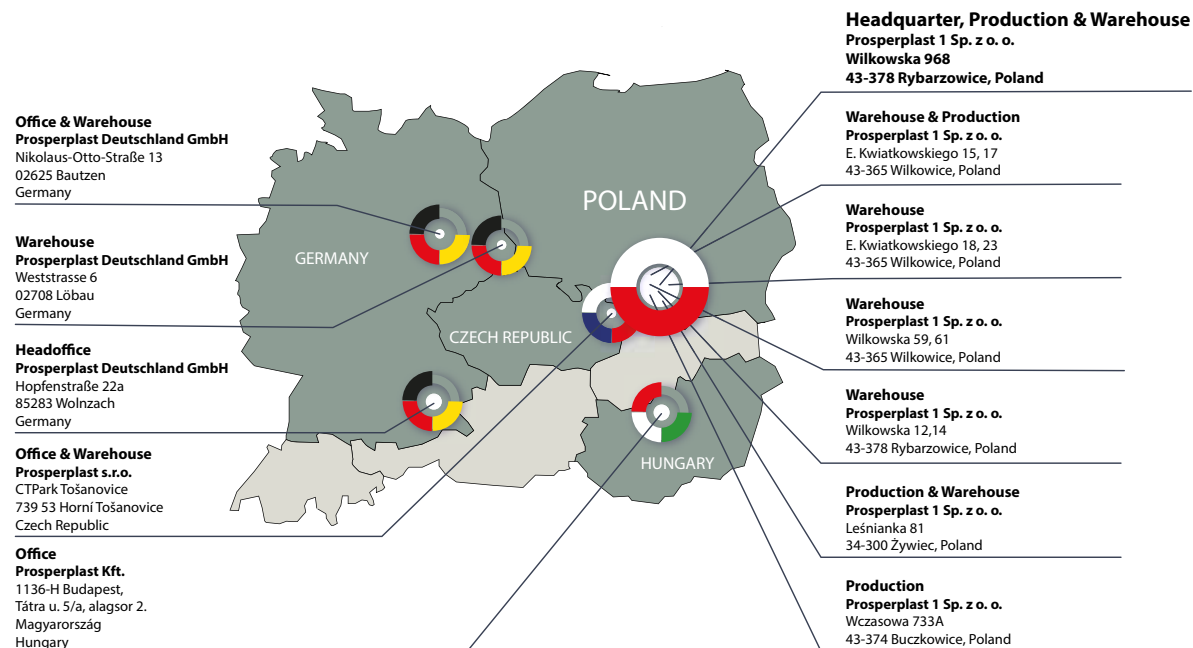 Office & Warehouse
Prosperplast Deutschland GmbH
Nikolaus-Otto-Straße 13
02625 Bautzen
Germany
Warehouse
Prosperplast Deutschland GmbH
Weststrasse 6
02708 Löbau
Germany
Headoffice
Prosperplast Deutschland GmbH
Hopfenstraße 22a
85283 Wolnzach
Germany
Office & Warehouse
Prosperplast s.r.o.
CTPark Tošanovice
739 53 Horní Tošanovice
Czech Republic
Office
Prosperplast Kft.
1136-H Budapest,
Tátra u. 5/a, alagsor 2.
Magyarország
Hungary
POLAND
GERMANY
CZECH REPUBLIC
HUNGARY
Headquarter, Production & Warehouse
Prosperplast 1 Sp. z o. o.
Wilkowska 968
43-378 Rybarzowice, Poland
Warehouse & Production
Prosperplast 1 Sp. z o. o.
E. Kwiatkowskiego 15, 17
43-365 Wilkowice, Poland
Warehouse
Prosperplast 1 Sp. z o. o.
E. Kwiatkowskiego 18, 23
43-365 Wilkowice, Poland
Warehouse
Prosperplast 1 Sp. z o. o.
Wilkowska 59, 61
43-365 Wilkowice, Poland
Warehouse
Prosperplast 1 Sp. z o. o.
Wilkowska 12,14
43-378 Rybarzowice, Poland
Production & Warehouse
Prosperplast 1 Sp. z o. o.
Leśnianka 81
34-300 Żywiec, Poland
Production
Prosperplast 1 Sp. z o. o.
Wczasowa 733A
43-374 Buczkowice, Poland